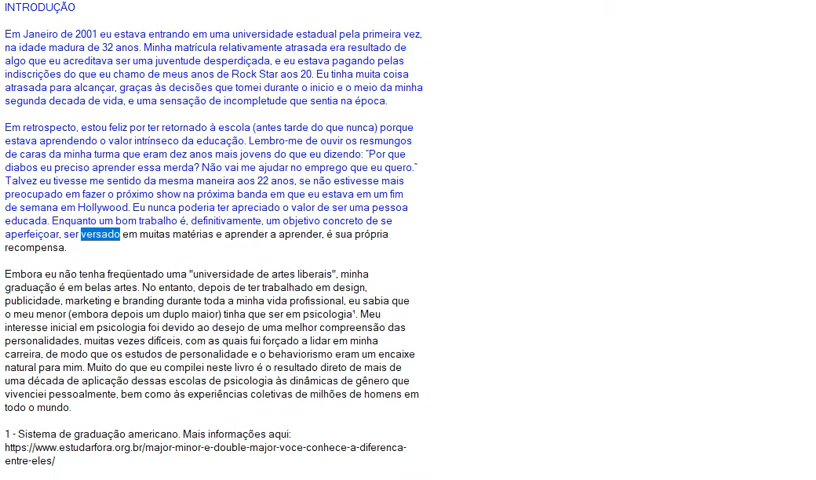 INTRODUÇÃO
Em Janeiro de 2001 eu estava entrando em uma universidade estadual pela primeira vez,
na idade madura de 32 anos. Minha matrícula relativamente atrasada era resultado de
algo que eu acreditava ser uma juventude desperdiçada, e eu estava pagando pelas
indiscrições do que eu chamo de meus anos de Rock Star aos 20. Eu tinha muita coisa
atrasada para alcançar, graças às decisões que tomei durante o inicio e o meio da minha
segunda decada de vida, e uma sensação de incompletude que sentia na época.
Em retrospecto, estou feliz por ter retornado à escola (antes tarde do que nunca) porque
estava aprendendo o valor intrínseco da educação. Lembro-me de ouvir os resmungos
de caras da minha turma que eram dez anos mais jovens do que eu dizendo: "Por que
diabos eu preciso aprender essa merda? Não vai me ajudar no emprego que eu quero."
Talvez eu tivesse me sentido da mesma maneira aos 22 anos, se não estivesse mais
preocupado em fazer o próximo show na próxima banda em que eu estava em um fim
de semana em Hollywood. Eu nunca poderia ter apreciado o valor de ser uma pessoa
educada. Enquanto um bom trabalho é, definitivamente, um objetivo concreto de se
aperfeiçoar, ser versado em muitas matérias e aprender a aprender, é sua própria
recompensa.
Embora eu não tenha freqüentado uma "universidade de artes liberais", minha
graduação é em belas artes. No entanto, depois de ter trabalhado em design,
publicidade, marketing e branding durante toda a minha vida profissional, eu sabia que
o meu menor (embora depois um duplo maior) tinha que ser em psicologia¹. Meu
interesse inicial em psicologia foi devido ao desejo de uma melhor compreensão das
personalidades, muitas vezes difíceis, com as quais fui forçado a lidar em minha
carreira, de modo que os estudos de personalidade e o behaviorismo eram um encaixe
natural para mim. Muito do que eu compilei neste livro é o resultado direto de mais de
uma década de aplicação dessas escolas de psicologia às dinâmicas de gênero que
vivenciei pessoalmente, bem como às experiências coletivas de milhões de homens em
todo o mundo.
1 - Sistema de graduação americano. Mais informações aqui:
https://www.estudarfora.org.br/major-minor-e-double-major-voce-conhece-a-diferenca-
entre-eles/